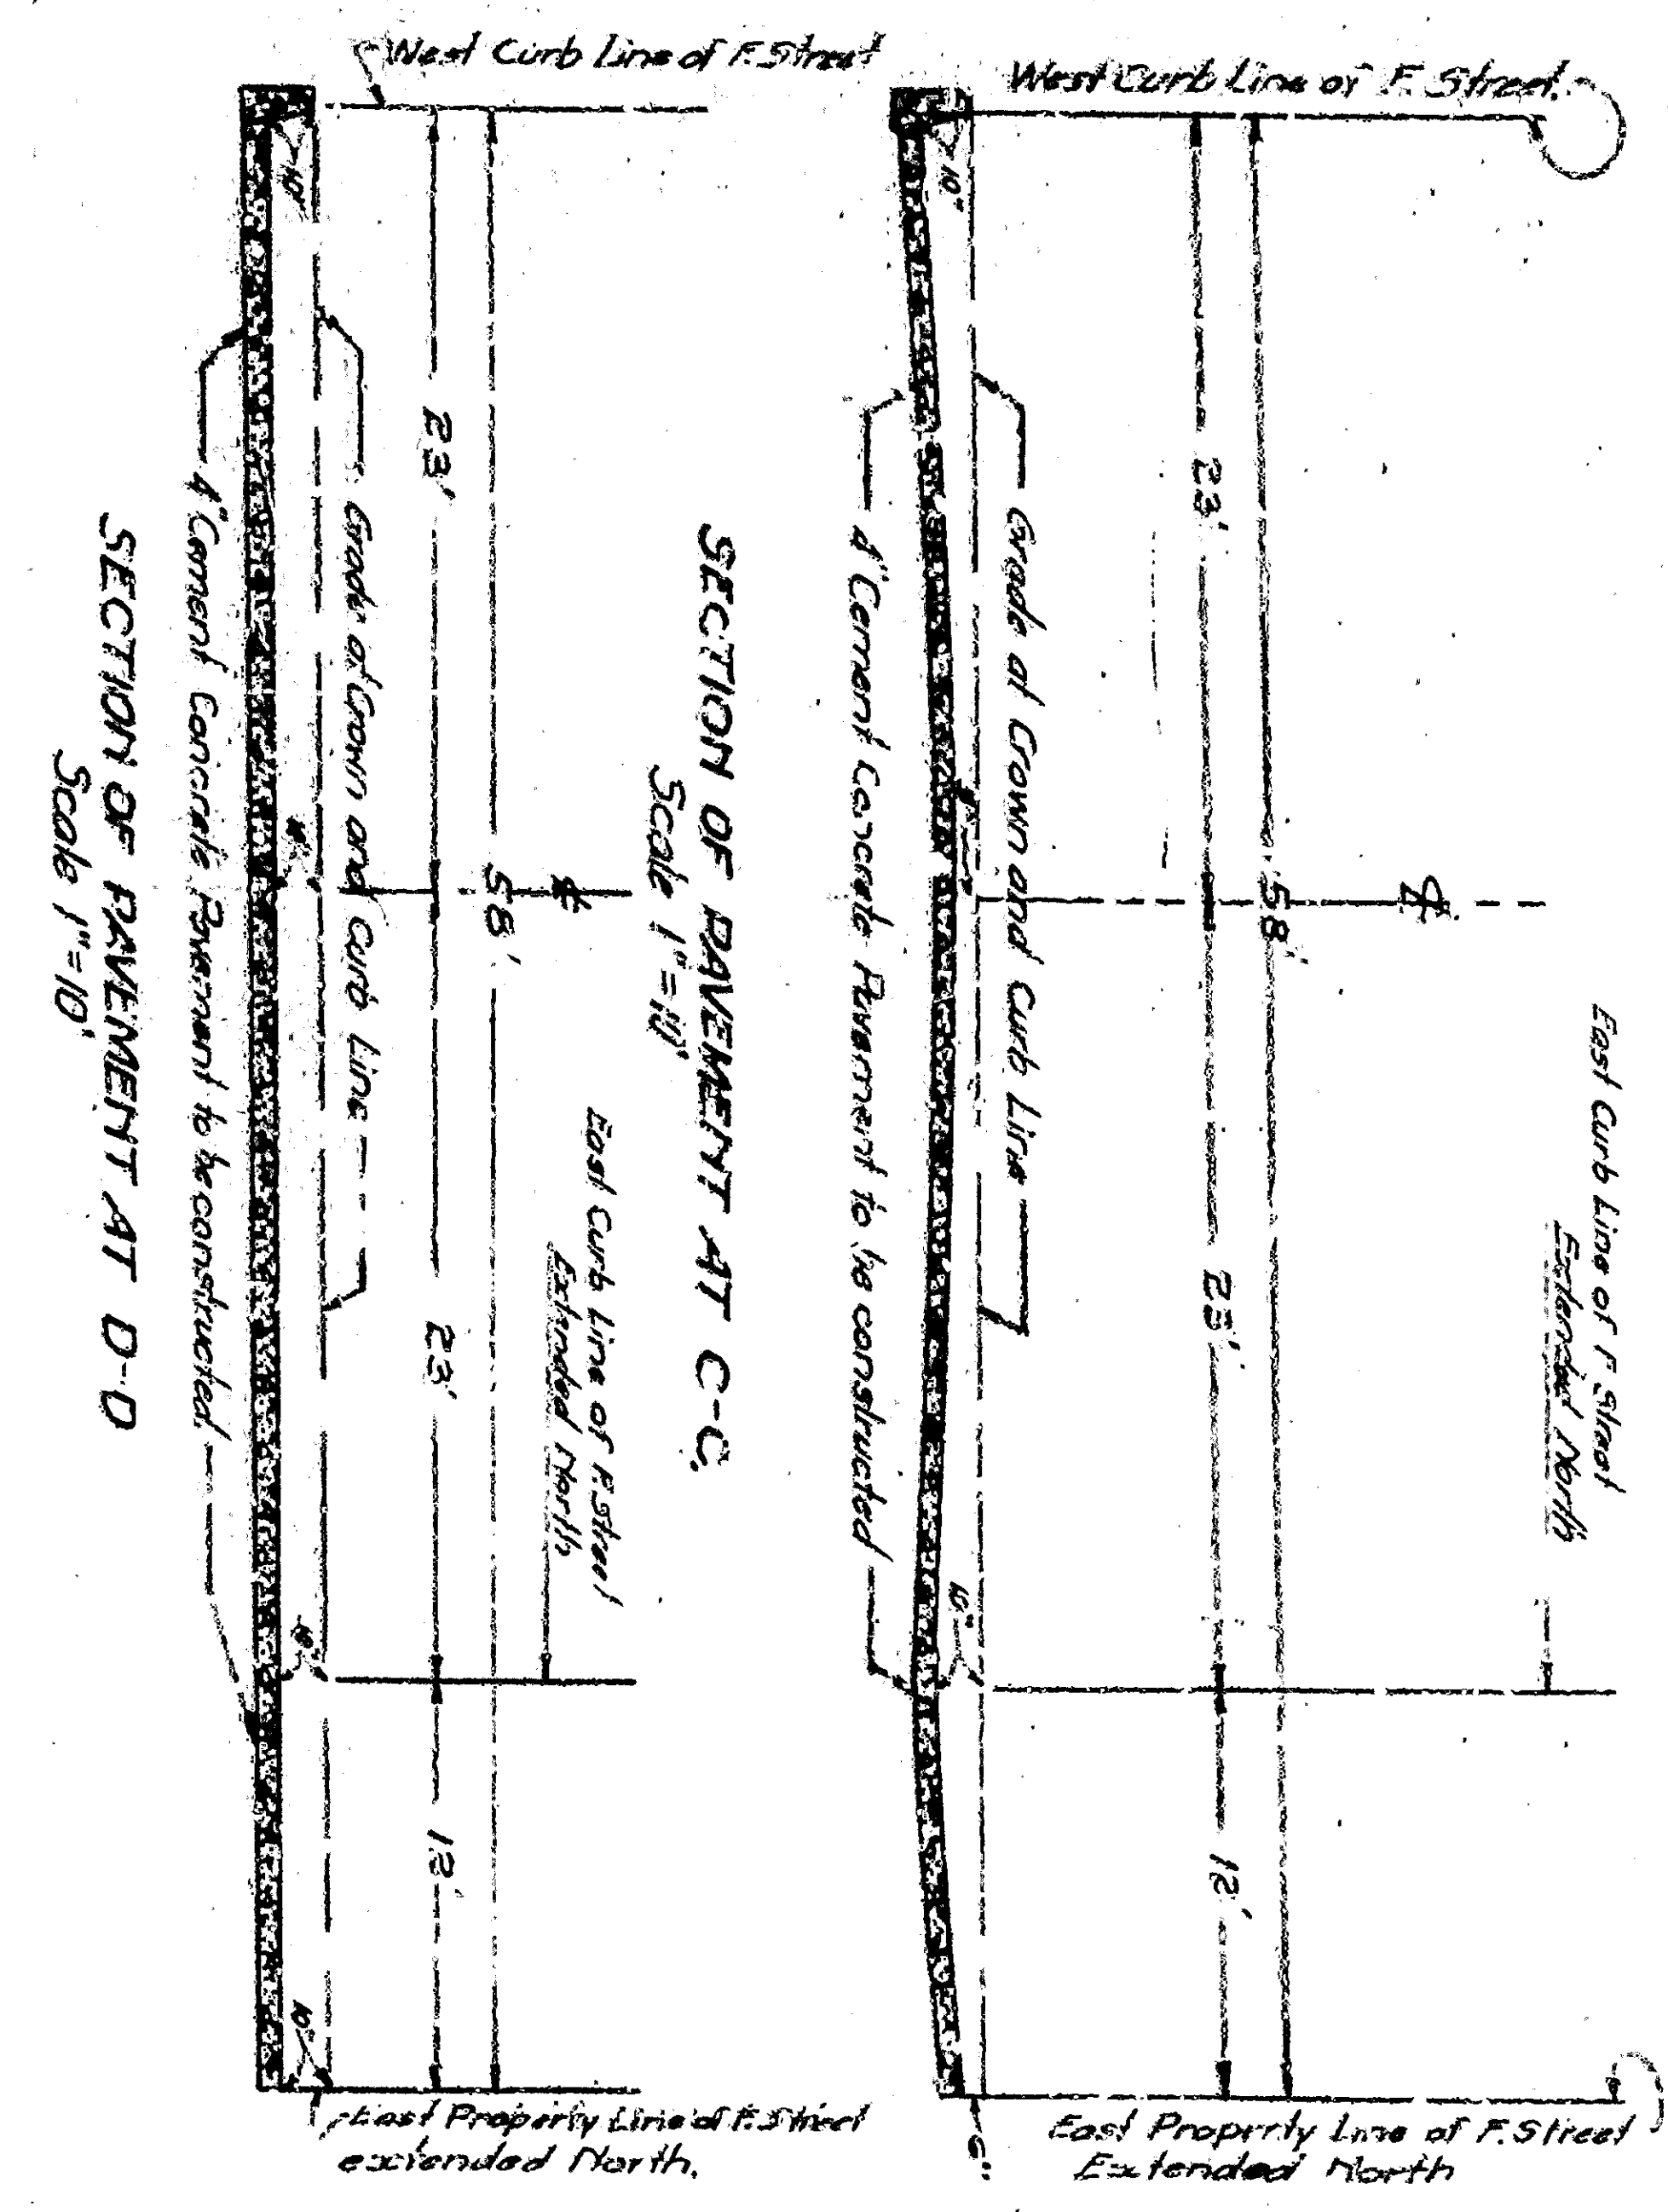 West Curb Line of F. Street.
10"
23'
58'
℄
23'
12'
East Curb Line of F Street
Extended North
Grade at Crown and Curb Line
10"
4" Cement Concrete Pavement to be constructed
East Property Line of F. Street
Extended North
6"
SECTION OF PAVEMENT AT C-C.
Scale 1"=10'
West Curb Line of F. Street
10"
23'
58'
℄
23'
12'
East Curb Line of F. Street
Extended North
Grade at Crown and Curb Line
10"
10"
4" Cement Concrete Pavement to be constructed.
East Property Line of F. Street
extended North.
SECTION OF PAVEMENT AT D-D
Scale 1"=10'